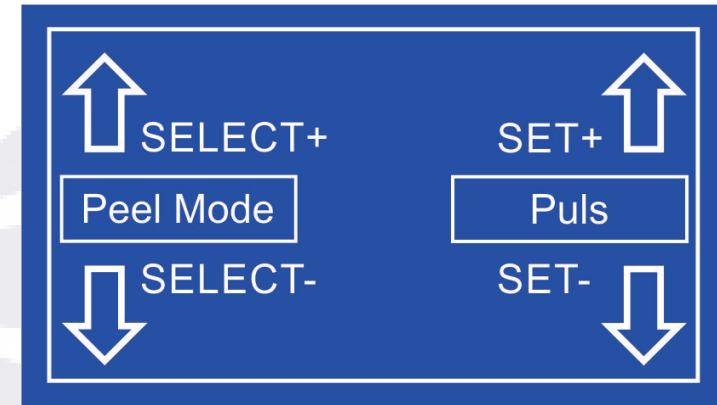 SELECT+
SET+
Peel Mode
Puls
SELECT-
SET-